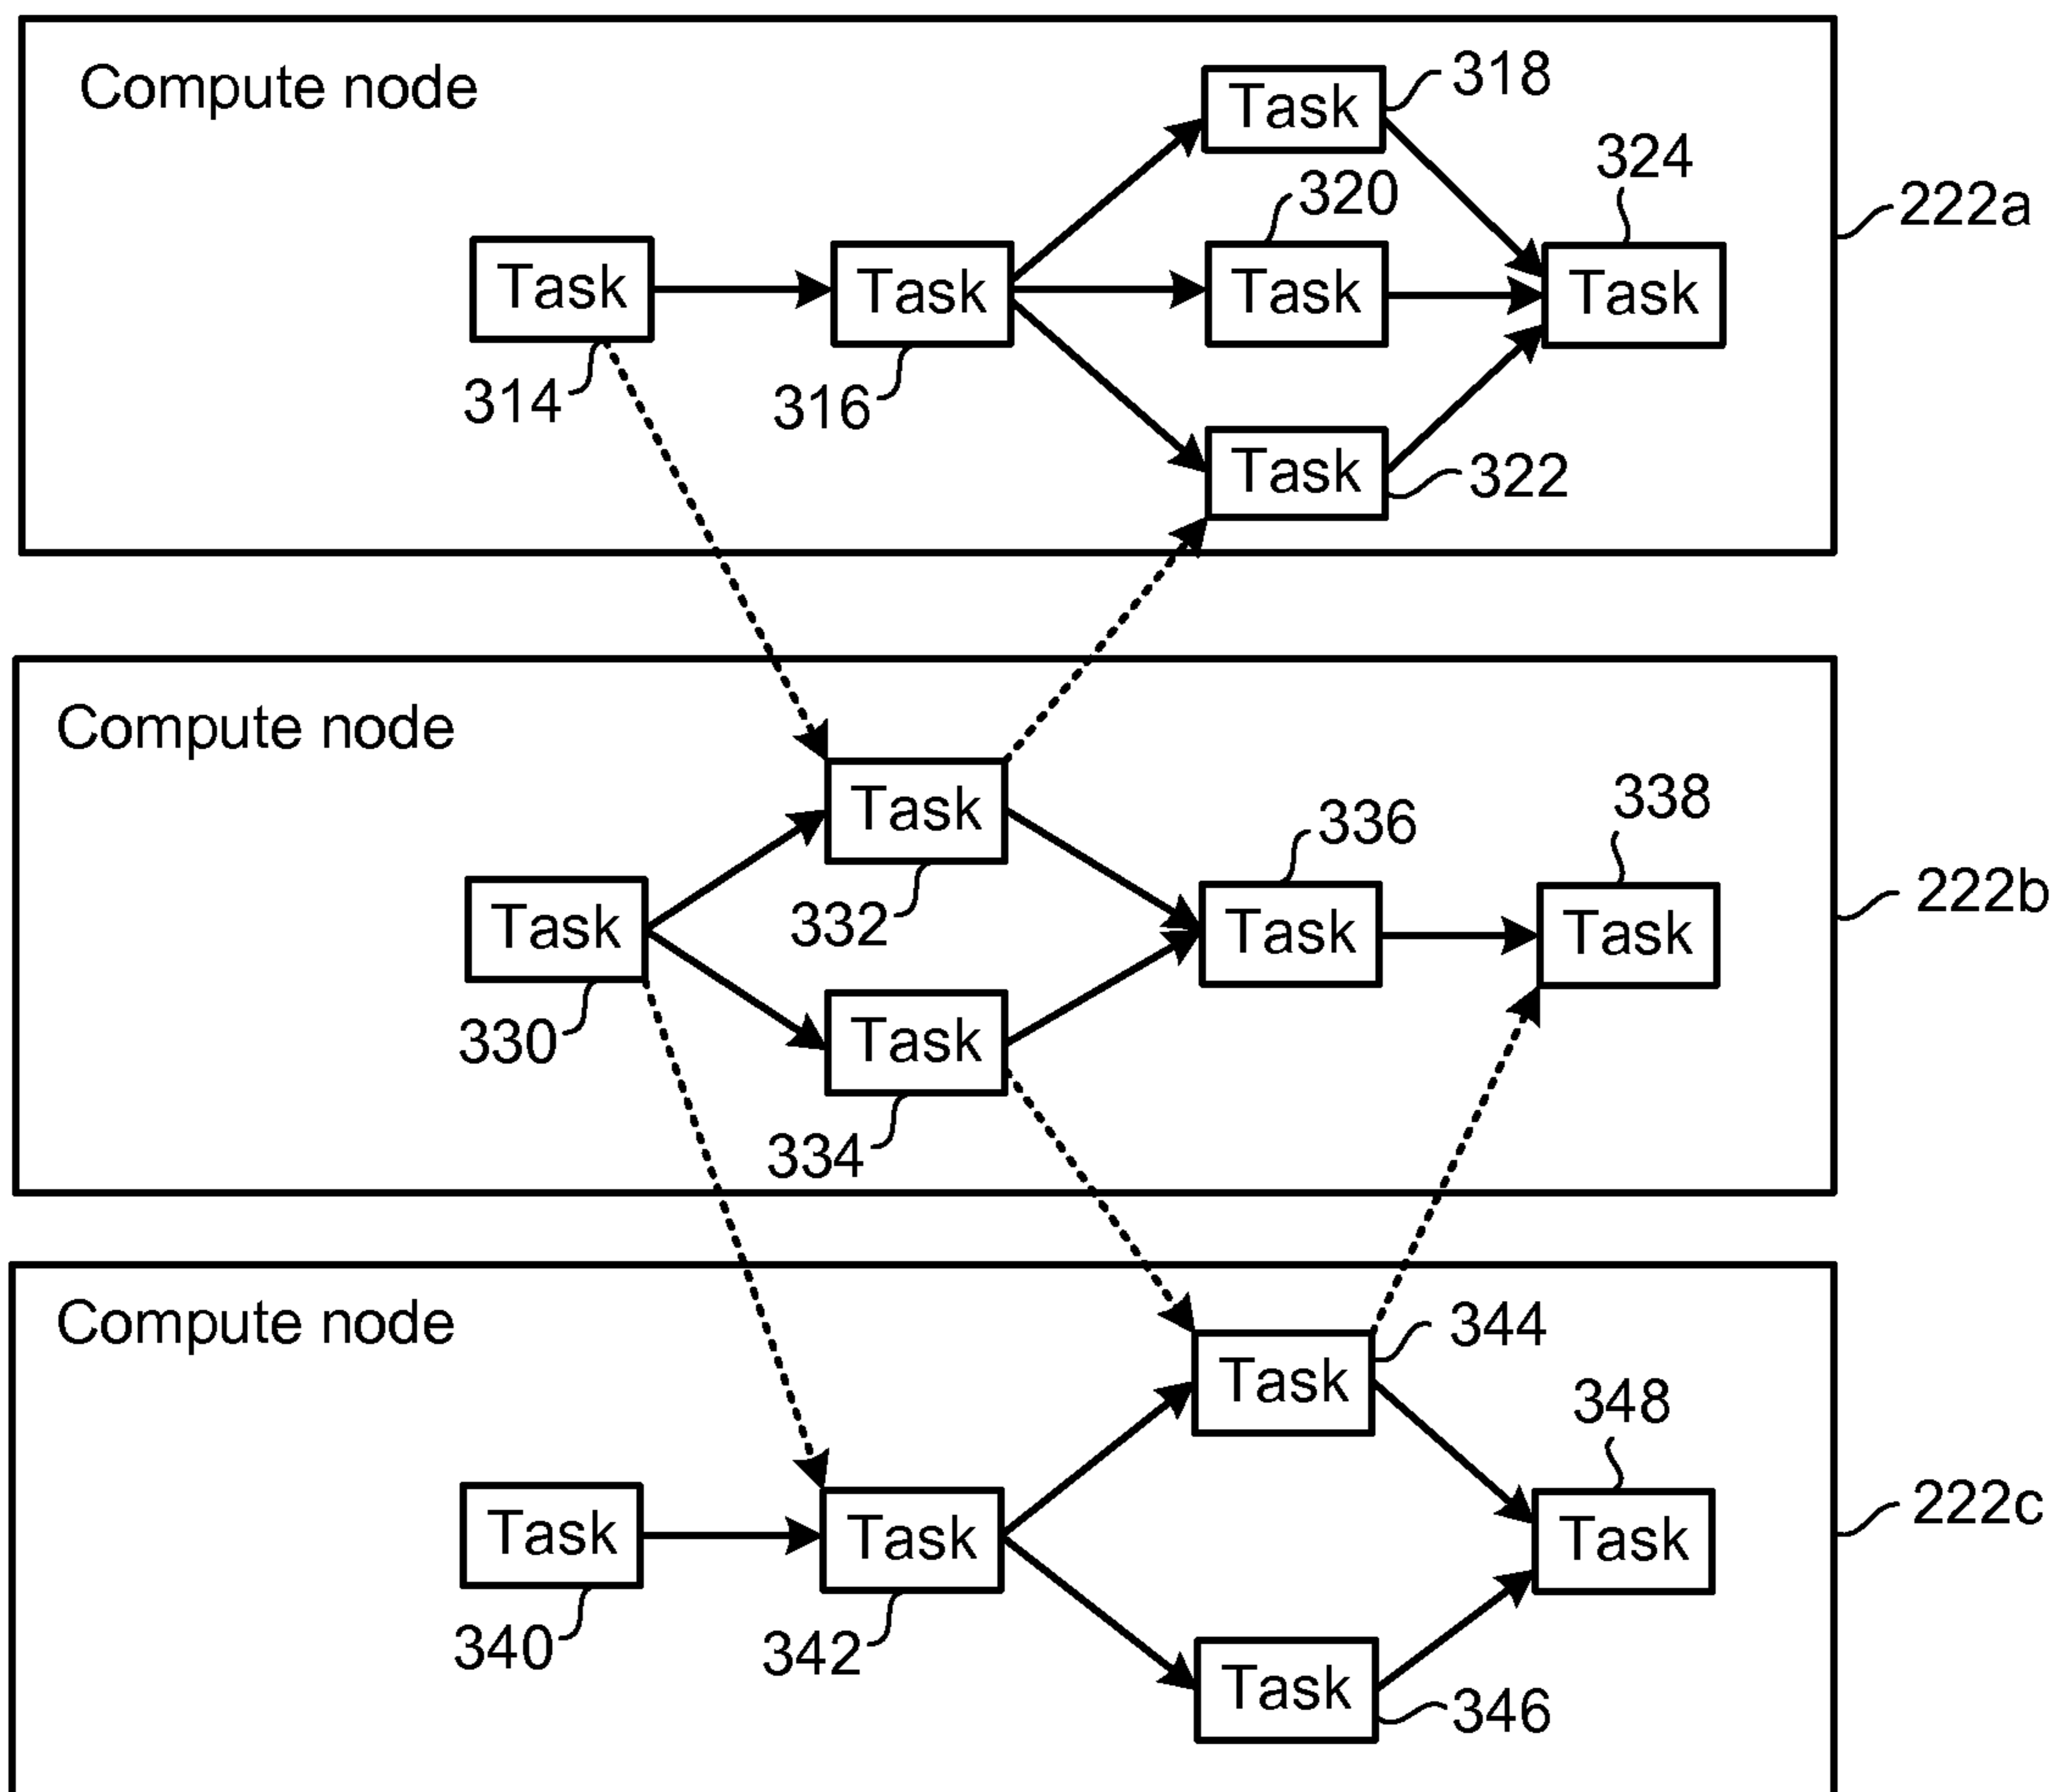 Compute node
Task
318
324
320
222a
Task
Task
Task
Task
314
316
Task
322
Compute node
Task
338
336
332
222b
Task
Task
Task
330
Task
334
Compute node
344
Task
348
222c
Task
Task
Task
340
342
Task
346